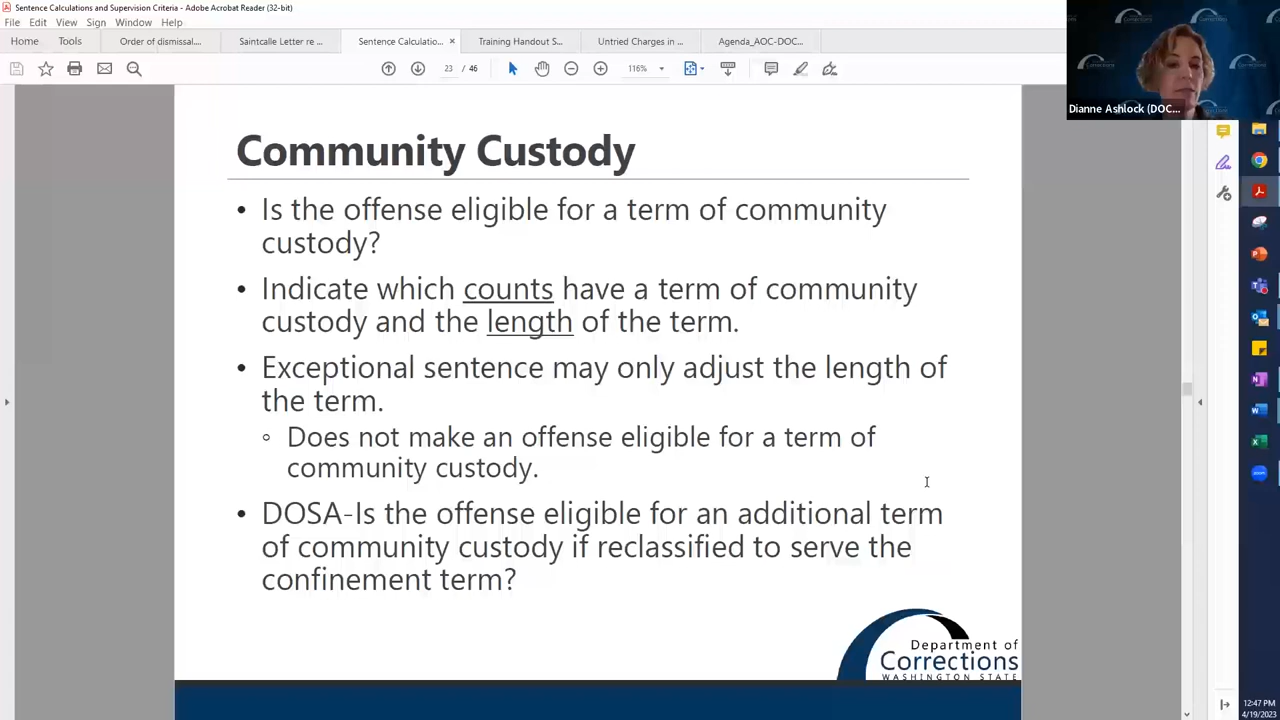 Sentence Calculations and Supervision Criteria - Adobe Acrobat Reader (32-bit)
File Edit View Sign Window Help
Home Tools Order of dismissal.... Saintcalle Letter re ... Sentence Calculatio... × Training Handout S... Untried Charges in ... Agenda_AOC-DOC...
23 / 46 116%
Corrections
Dianne Ashlock (DOC...
Community Custody
• Is the offense eligible for a term of community
custody?
• Indicate which counts have a term of community
custody and the length of the term.
• Exceptional sentence may only adjust the length of
the term.
◦ Does not make an offense eligible for a term of
community custody.
• DOSA-Is the offense eligible for an additional term
of community custody if reclassified to serve the
confinement term?
Department of
Corrections
WASHINGTON STATE
12:47 PM
4/19/2023